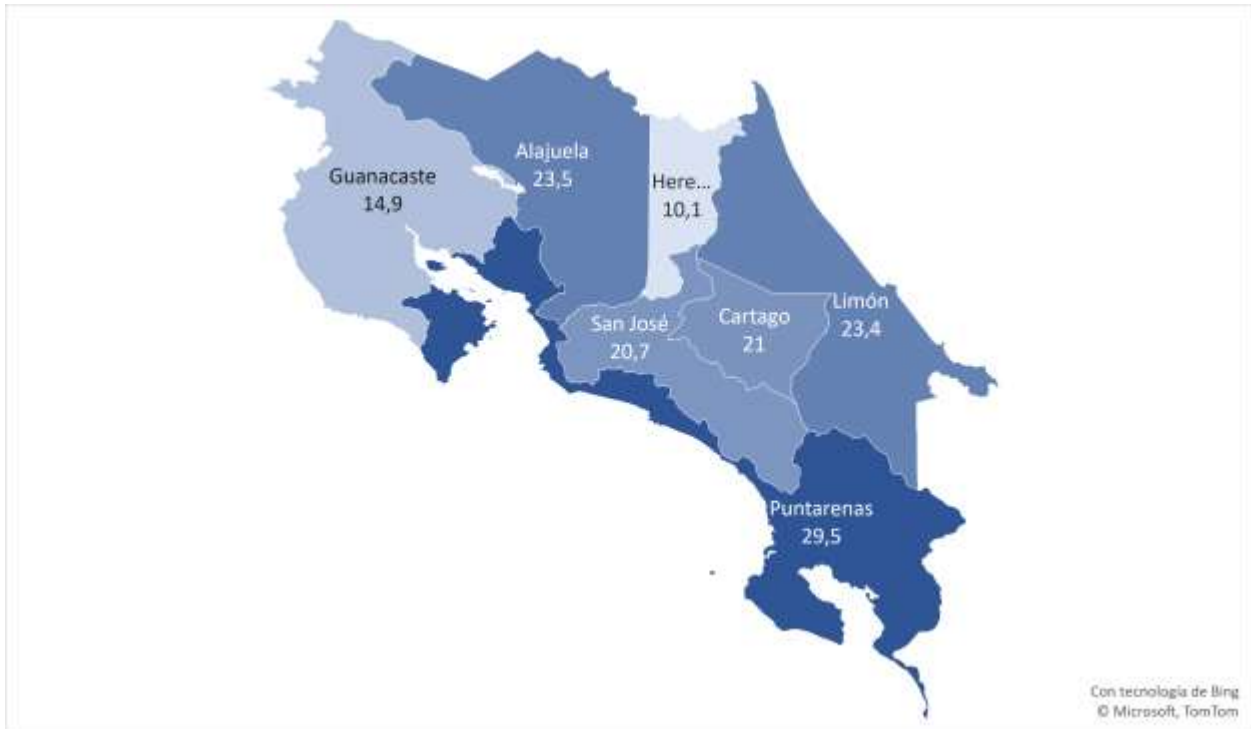 Alajuela
23,5
Guanacaste
14,9
Here...
10,1
Limón
23,4
Cartago
21
San José
20,7
Puntarenas
29,5
Con tecnología de Bing
© Microsoft, TomTom